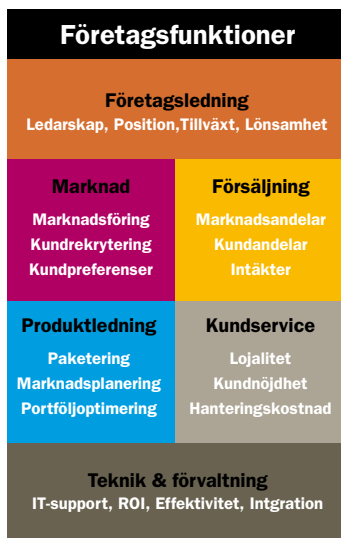 Företagsfunktioner
Företagsledning
Ledarskap, Position,Tillväxt, Lönsamhet
Marknad
Marknadsföring
Kundrekrytering
Kundpreferenser
Försäljning
Marknadsandelar
Kundandelar
Intäkter
Produktledning
Paketering
Marknadsplanering
Portföljoptimering
Kundservice
Lojalitet
Kundnöjdhet
Hanteringskostnad
Teknik & förvaltning
IT-support, ROI, Effektivitet, Intgration